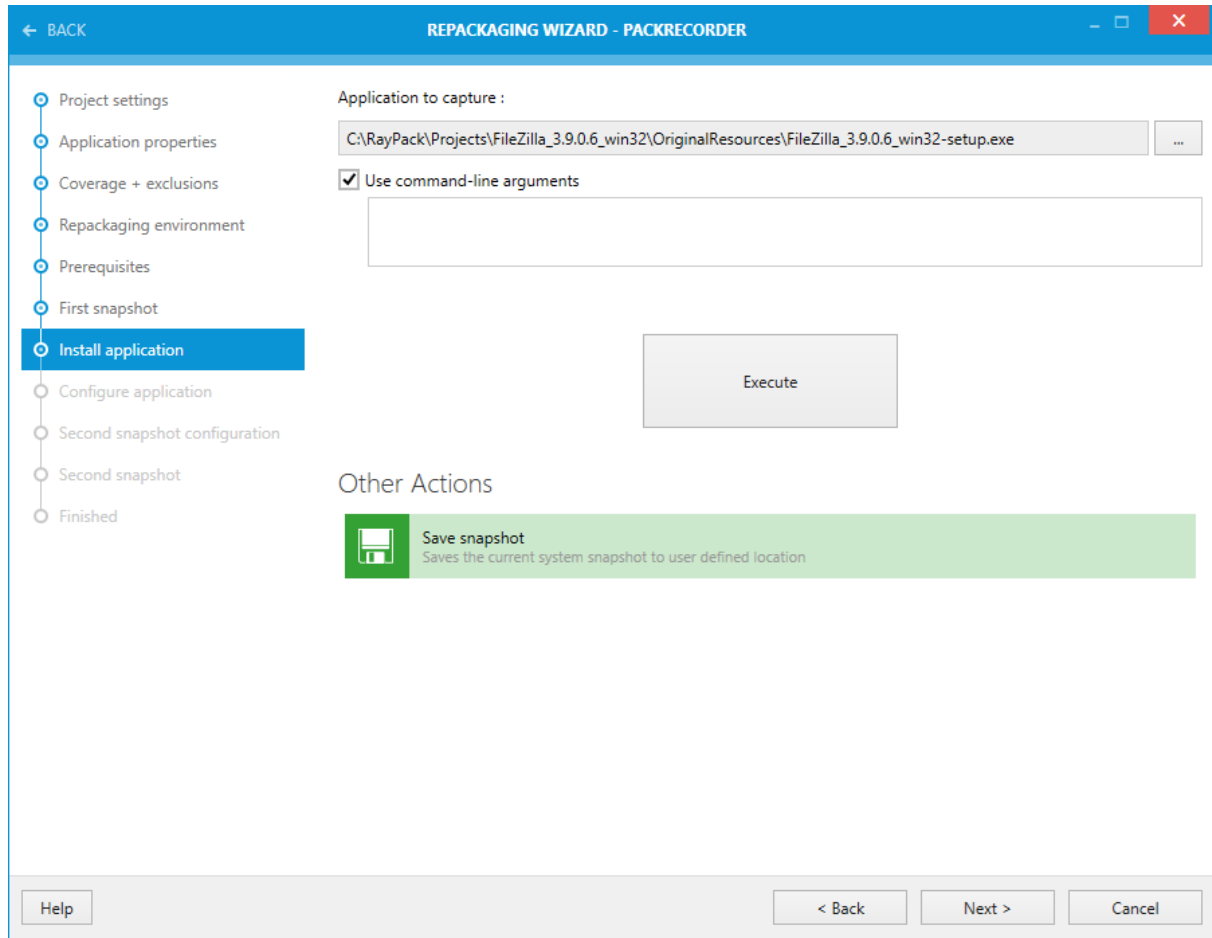 ← BACK
REPACKAGING WIZARD - PACKRECORDER
Project settings
Application properties
Coverage + exclusions
Repackaging environment
Prerequisites
First snapshot
Install application
Configure application
Second snapshot configuration
Second snapshot
Finished
Application to capture :
C:\RayPack\Projects\FileZilla_3.9.0.6_win32\OriginalResources\FileZilla_3.9.0.6_win32-setup.exe
...
Use command-line arguments
Execute
Other Actions
Save snapshot
Saves the current system snapshot to user defined location
Help
< Back
Next >
Cancel